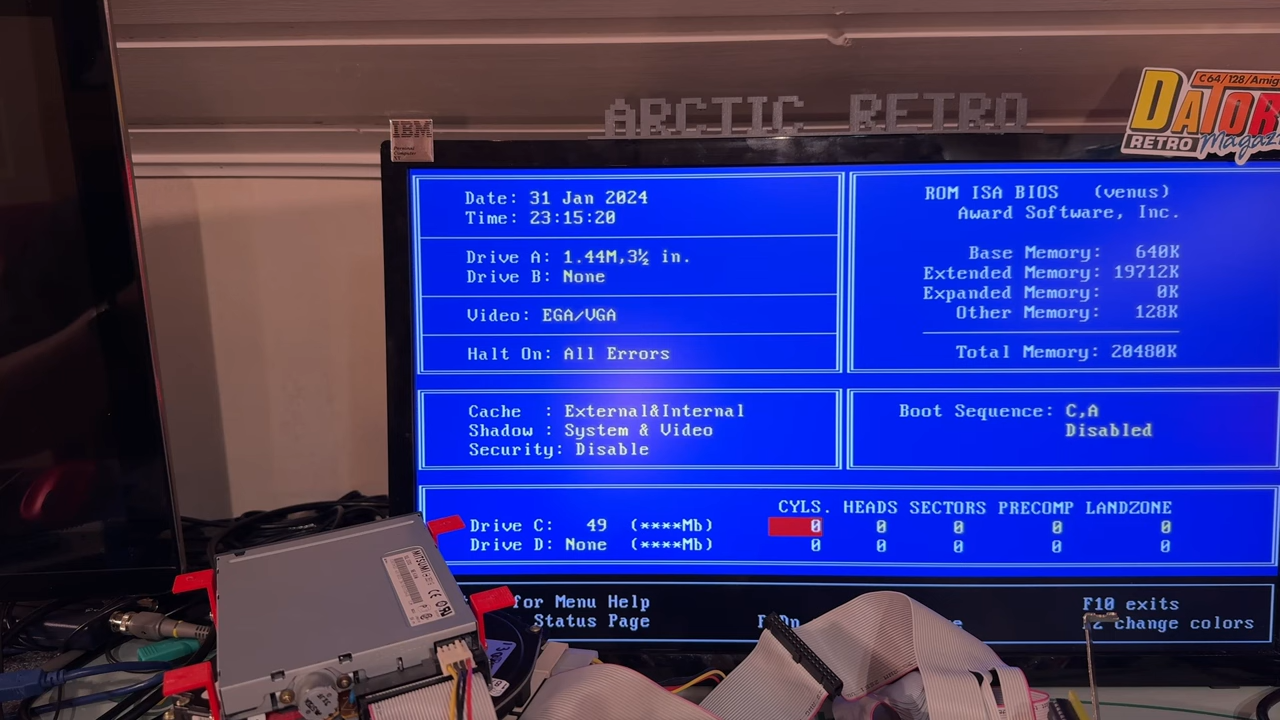 ARCTIC RETRO
C64/128/Amig
DATOR
RETRO Magazi
IBM
Personal
Computer
XT
Date: 31 Jan 2024
Time: 23:15:20
Drive A: 1.44M,3½ in.
Drive B: None
Video: EGA/VGA
Halt On: All Errors
ROM ISA BIOS (venus)
Award Software, Inc.
Base Memory: 640K
Extended Memory: 19712K
Expanded Memory: 0K
Other Memory: 128K
Total Memory: 20480K
Cache : External&Internal
Shadow : System & Video
Security: Disable
Boot Sequence: C,A
Disabled
CYLS. HEADS SECTORS PRECOMP LANDZONE
Drive C: 49 (****Mb) 0 0 0 0 0
Drive D: None (****Mb) 0 0 0 0 0
for Menu Help
Status Page
F10 exits
change colors
MITSUMI